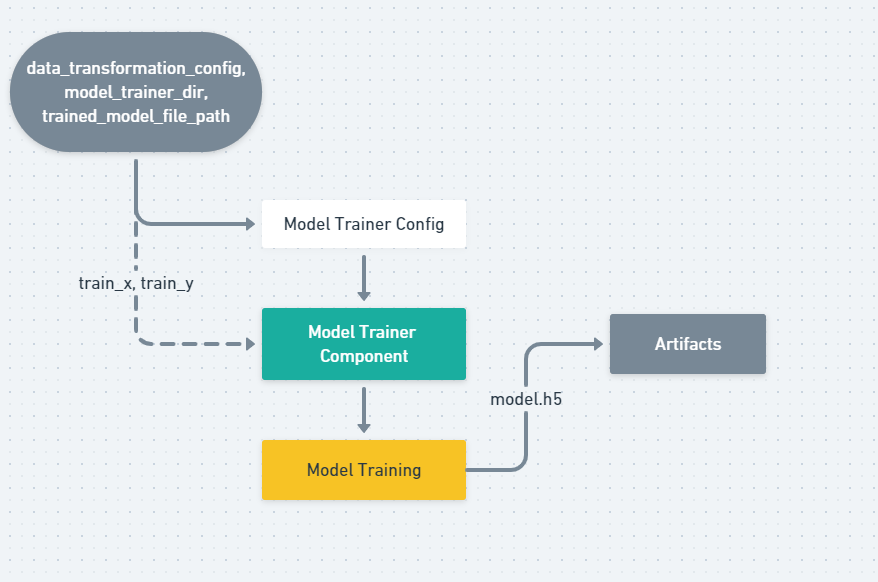 data_transformation_config,
model_trainer_dir,
trained_model_file_path
Model Trainer Config
train_x, train_y
Model Trainer
Component
Artifacts
model.h5
Model Training